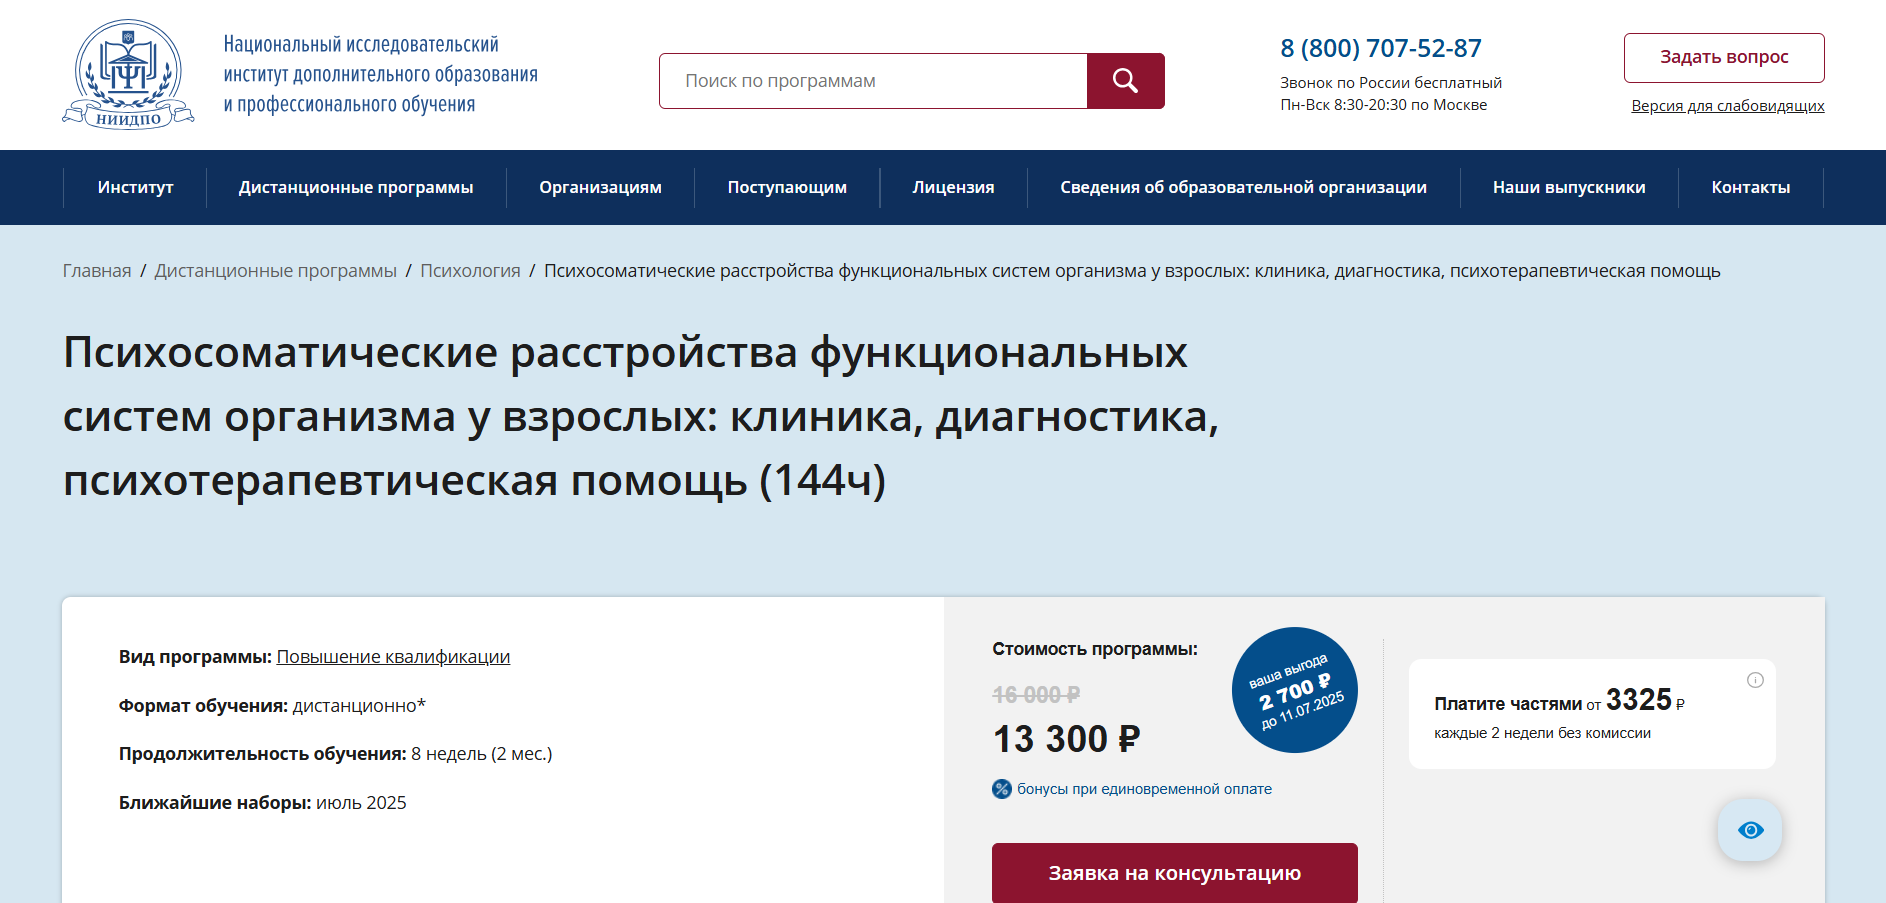 НИИДПО
Национальный исследовательский
институт дополнительного образования
и профессионального обучения
Поиск по программам
8 (800) 707-52-87
Звонок по России бесплатный
Пн-Вск 8:30-20:30 по Москве
Задать вопрос
Версия для слабовидящих
Институт
Дистанционные программы
Организациям
Поступающим
Лицензия
Сведения об образовательной организации
Наши выпускники
Контакты
Главная / Дистанционные программы / Психология / Психосоматические расстройства функциональных систем организма у взрослых: клиника, диагностика, психотерапевтическая помощь
Психосоматические расстройства функциональных
систем организма у взрослых: клиника, диагностика,
психотерапевтическая помощь (144ч)
Вид программы: Повышение квалификации
Формат обучения: дистанционно*
Продолжительность обучения: 8 недель (2 мес.)
Ближайшие наборы: июль 2025
Стоимость программы:
16 000 ₽
13 300 ₽
ваша выгода
2 700 ₽
до 11.07.2025
% бонусы при единовременной оплате
Заявка на консультацию
Платите частями от 3325 ₽
каждые 2 недели без комиссии